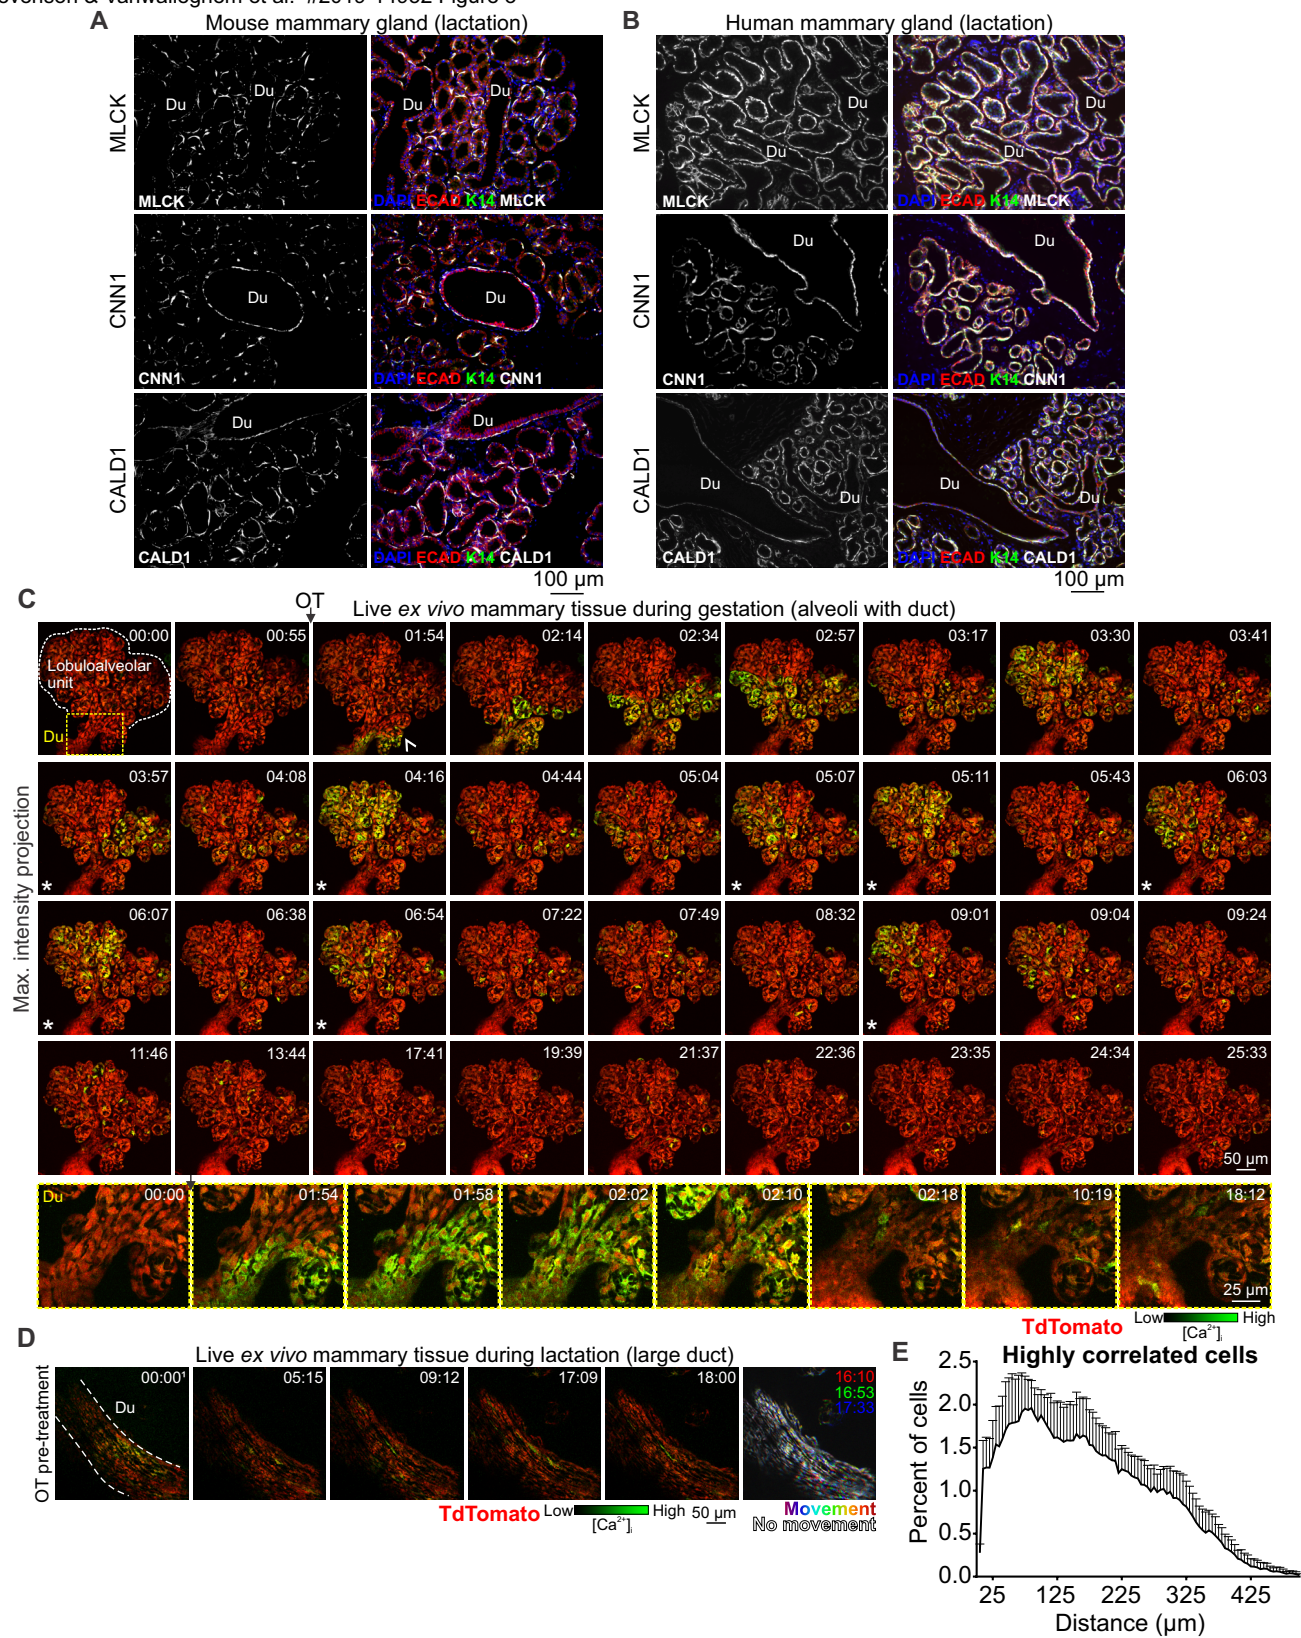 A
Mouse mammary gland (lactation)
MLCK
Du
Du
MLCK
Du
Du
DAPI ECAD K14 MLCK
CNN1
Du
CNN1
Du
DAPI ECAD K14 CNN1
CALD1
Du
CALD1
Du
DAPI ECAD K14 CALD1
100 µm
B
Human mammary gland (lactation)
MLCK
Du
Du
MLCK
Du
Du
DAPI ECAD K14 MLCK
CNN1
Du
CNN1
Du
DAPI ECAD K14 CNN1
CALD1
Du
Du
CALD1
Du
Du
DAPI ECAD K14 CALD1
100 µm
C
OT
Live ex vivo mammary tissue during gestation (alveoli with duct)
Max. intensity projection
00:00 00:55 01:54 02:14 02:34 02:57 03:17 03:30 03:41
Lobuloalveolar
unit
Du
03:57 04:08 04:16 04:44 05:04 05:07 05:11 05:43 06:03
* * * * *
06:07 06:38 06:54 07:22 07:49 08:32 09:01 09:04 09:24
* * *
11:46 13:44 17:41 19:39 21:37 22:36 23:35 24:34 25:33
50 µm
Du 00:00 01:54 01:58 02:02 02:10 02:18 10:19 18:12
25 µm
TdTomato Low High
[Ca²⁺]ᵢ
D
Live ex vivo mammary tissue during lactation (large duct)
OT pre-treatment
00:00¹ 05:15 09:12 17:09 18:00 16:10
16:53
17:33
Du
TdTomato Low High 50 µm
[Ca²⁺]ᵢ
Movement
No movement
E
Highly correlated cells
Percent of cells
2.5
2.0
1.5
1.0
0.5
0.0
25 125 225 325 425
Distance (µm)